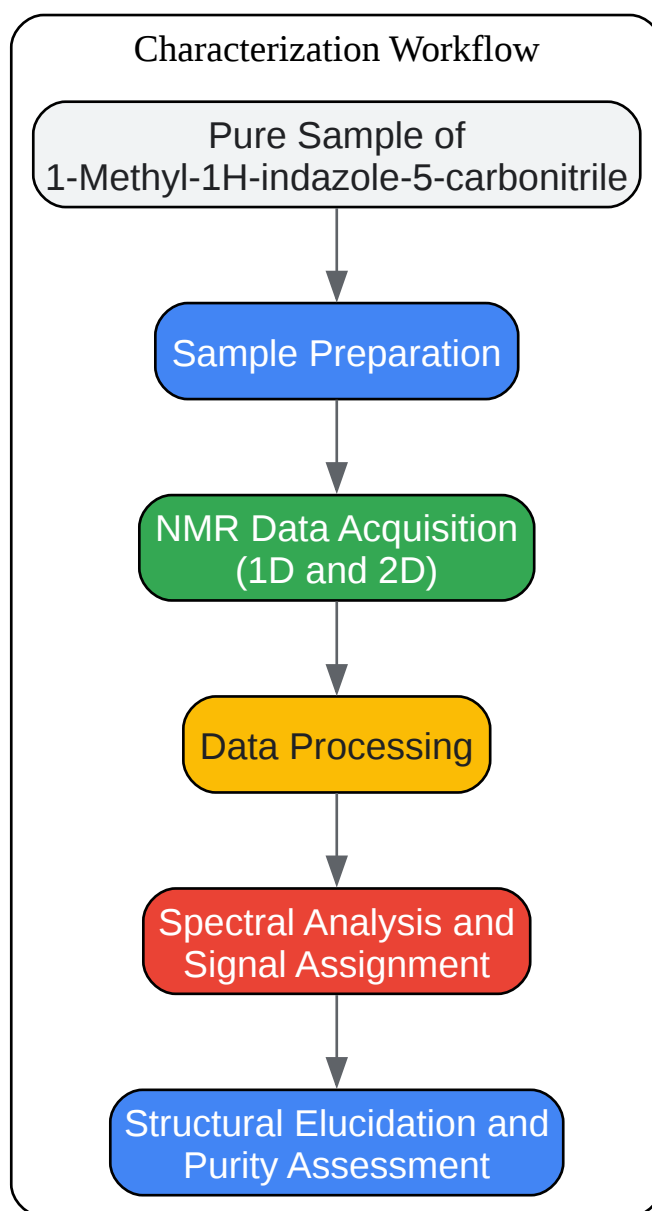 Characterization Workflow
Pure Sample of
1-Methyl-1H-indazole-5-carbonitrile
Sample Preparation
NMR Data Acquisition
(1D and 2D)
Data Processing
Spectral Analysis and
Signal Assignment
Structural Elucidation and
Purity Assessment